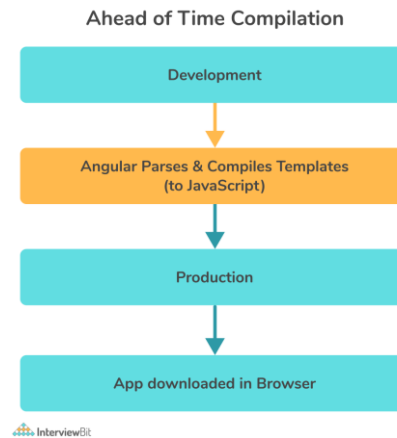 Ahead of Time Compilation
Development
Angular Parses & Compiles Templates
(to JavaScript)
Production
App downloaded in Browser
InterviewBit